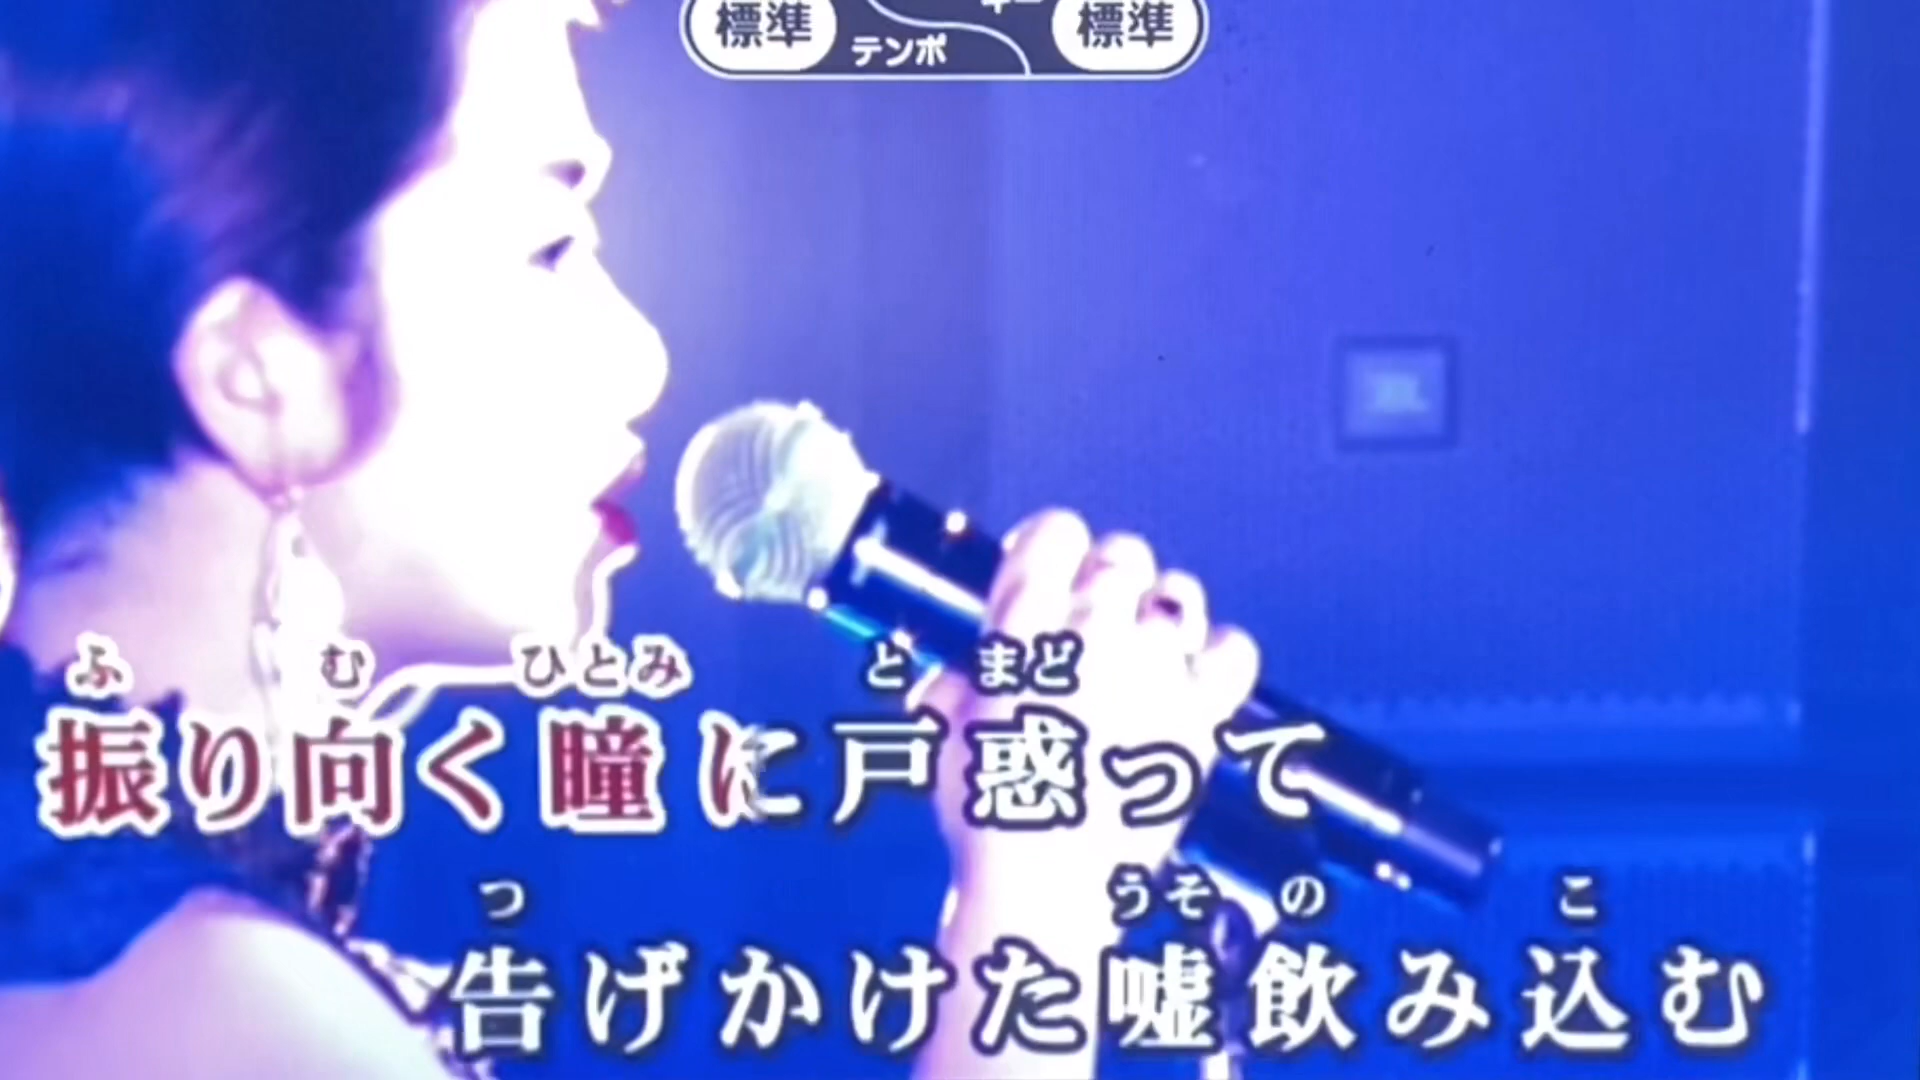 標準 テンポ キー 標準
ふ む ひとみ と まど
振り向く瞳に戸惑って
つ うそ の こ
告げかけた嘘飲み込む